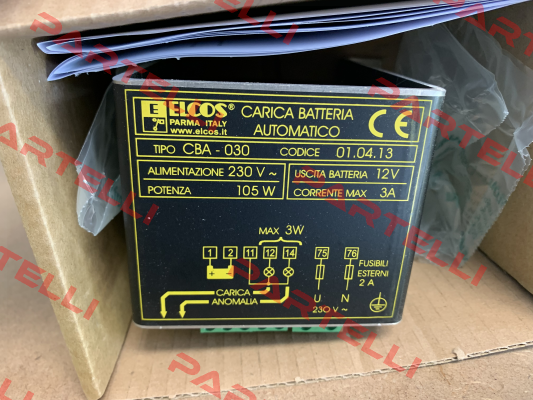 E ELCOS®
PARMA ITALY
www.elcos.it
CARICA BATTERIA
AUTOMATICO
CE
TIPO CBA - 030 CODICE 01.04.13
ALIMENTAZIONE 230 V ~
POTENZA 105 W
USCITA BATTERIA 12V
CORRENTE MAX 3A
MAX 3W
1 2 11 12 14 75 76
FUSIBILI
ESTERNI
2 A
- +
CARICA
ANOMALIA
U N
230 V ~
PARTELLI
PARTELLI
PARTELLI
PARTELLI
PARTELLI